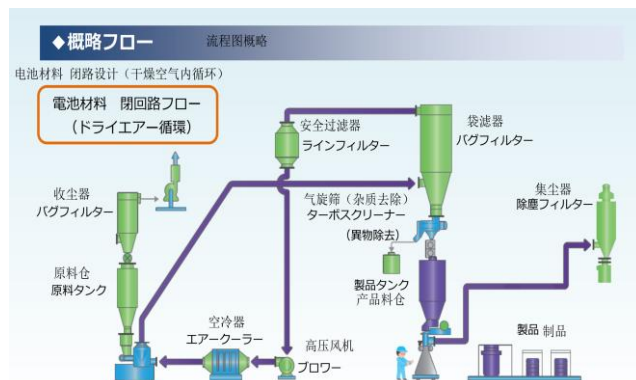 ◆概略フロー
流程图概略
电池材料 闭路设计（干燥空气内循环）
電池材料 閉回路フロー
（ドライエアー循環）
安全过滤器
ラインフィルター
袋滤器
バグフィルター
收尘器
バグフィルター
气旋筛（杂质去除）
ターボスクリーナー
（異物除去）
集尘器
除塵フィルター
原料仓
原料タンク
製品タンク
产品料仓
空冷器
エアークーラー
高压风机
ブロワー
製品 制品